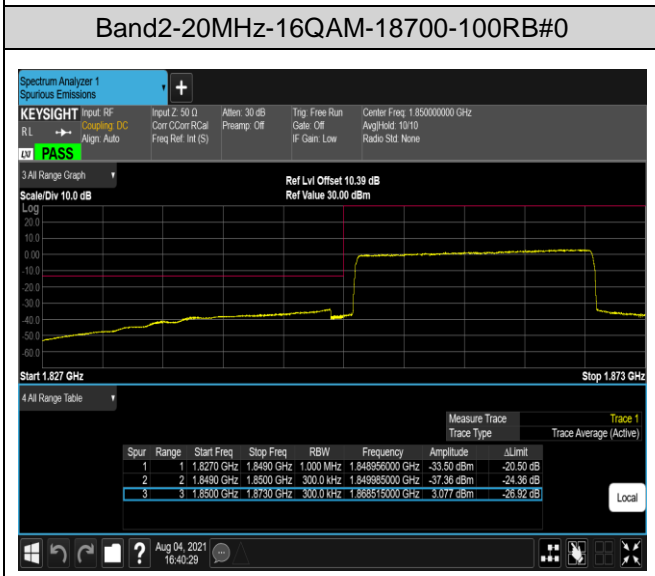 Band2-20MHz-16QAM-18700-100RB#0
Spectrum Analyzer 1
Spurious Emissions
+
KEYSIGHT Input: RF Input Z: 50 Ω Atten: 30 dB Trig: Free Run Center Freq: 1.850000000 GHz
RL Coupling: DC Corr CCorr RCal Preamp: Off Gate: Off Avg|Hold: 10/10
Align: Auto Freq Ref: Int (S) IF Gain: Low Radio Std: None
LXI PASS
3 All Range Graph
Ref Lvl Offset 10.39 dB
Scale/Div 10.0 dB Ref Value 30.00 dBm
Log
20.0
10.0
0.00
-10.0
-20.0
-30.0
-40.0
-50.0
-60.0
Start 1.827 GHz Stop 1.873 GHz
4 All Range Table
Measure Trace Trace 1
Trace Type Trace Average (Active)
Spur Range Start Freq Stop Freq RBW Frequency Amplitude ΔLimit
1 1 1.8270 GHz 1.8490 GHz 1.000 MHz 1.848956000 GHz -33.50 dBm -20.50 dB
2 2 1.8490 GHz 1.8500 GHz 300.0 kHz 1.849985000 GHz -37.36 dBm -24.36 dB
3 3 1.8500 GHz 1.8730 GHz 300.0 kHz 1.868515000 GHz 3.077 dBm -26.92 dB
Local
? Aug 04, 2021
16:40:29